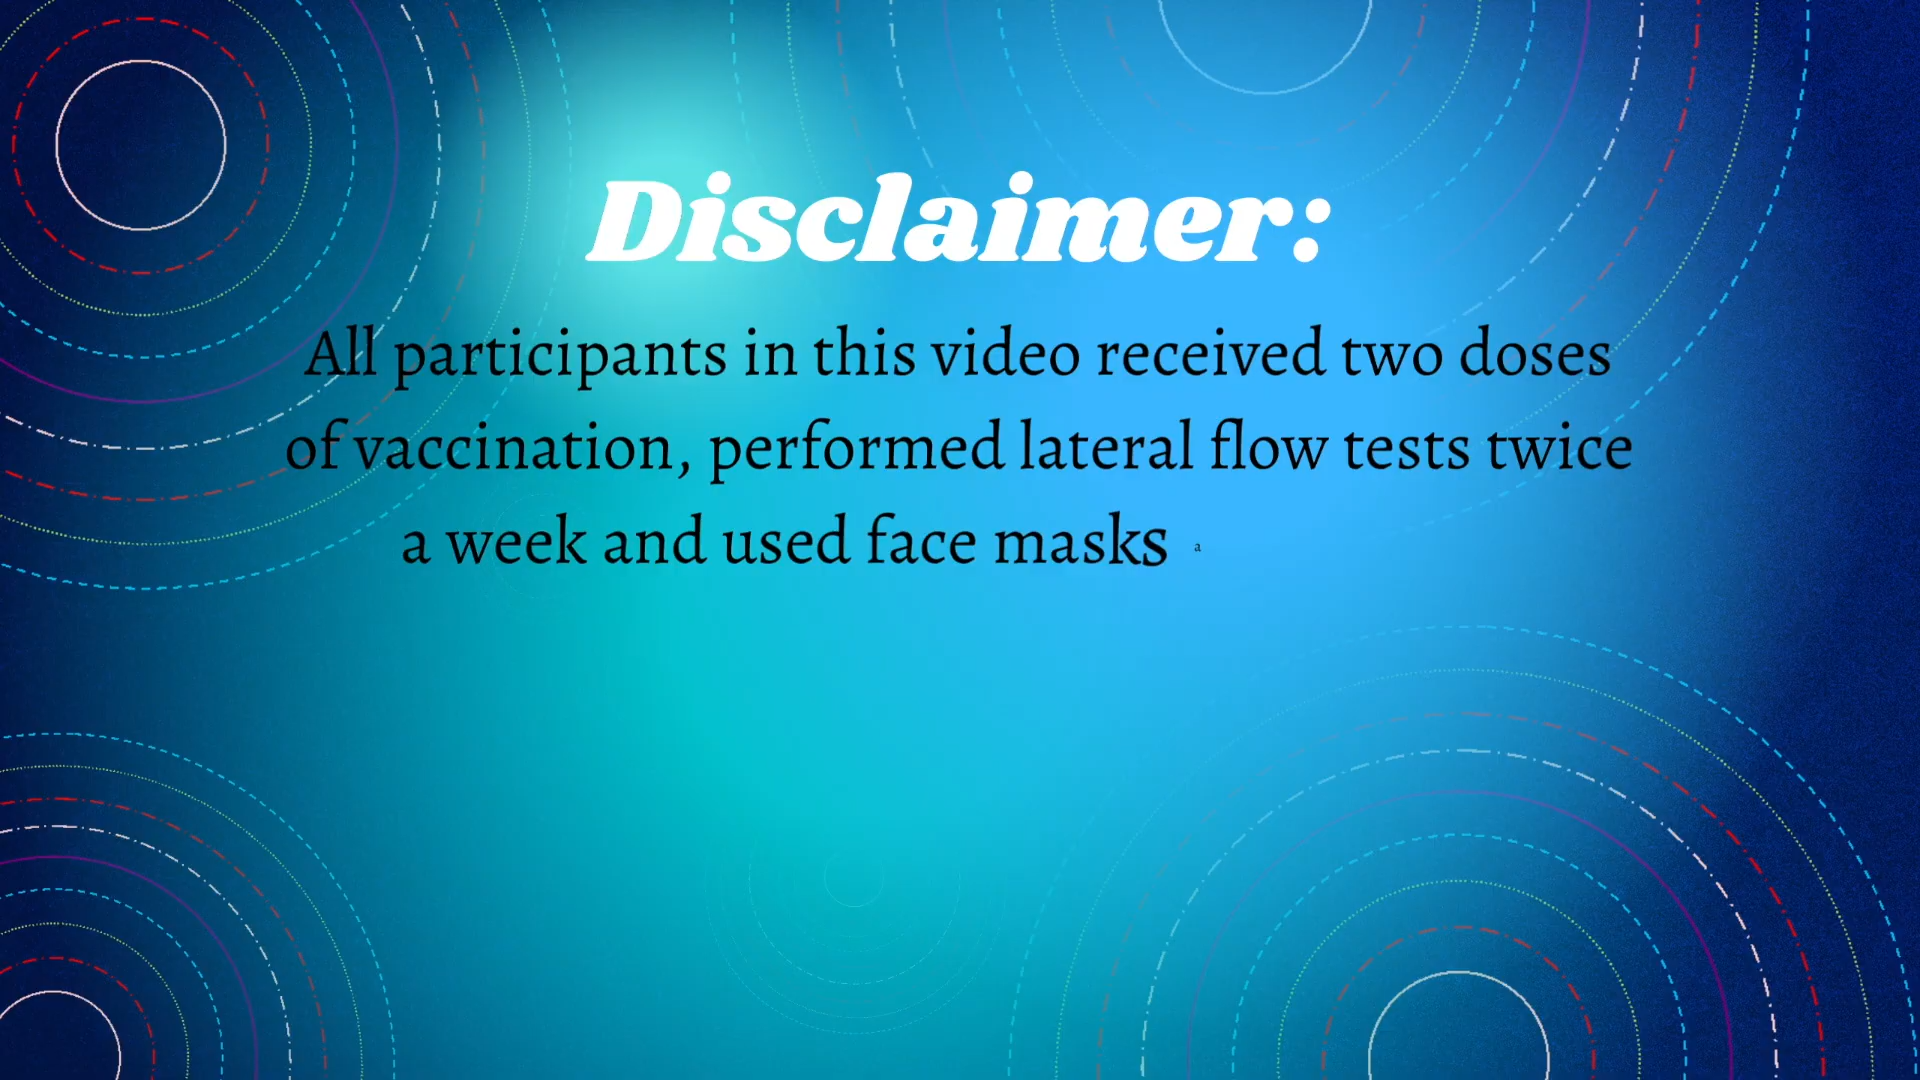 Disclaimer:
All participants in this video received two doses
of vaccination, performed lateral flow tests twice
a week and used face masks a